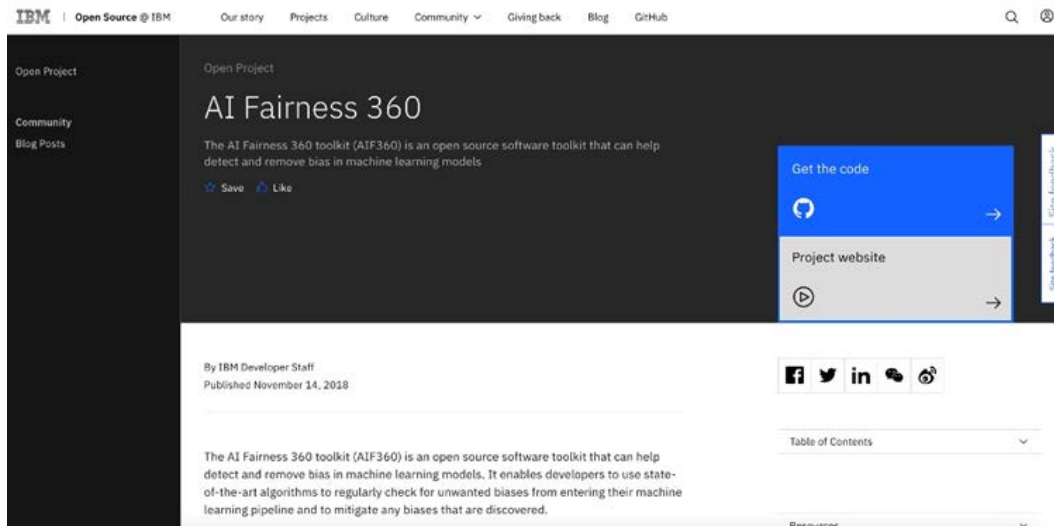 IBM | Open Source @ IBM Our story Projects Culture Community Giving back Blog GitHub
Open Project
Community
Blog Posts
Open Project
AI Fairness 360
The AI Fairness 360 toolkit (AIF360) is an open source software toolkit that can help
detect and remove bias in machine learning models
Save Like
Get the code
Project website
Site feedback
Site feedback
By IBM Developer Staff
Published November 14, 2018
Table of Contents
The AI Fairness 360 toolkit (AIF360) is an open source software toolkit that can help
detect and remove bias in machine learning models. It enables developers to use state-
of-the-art algorithms to regularly check for unwanted biases from entering their machine
learning pipeline and to mitigate any biases that are discovered.
Resources